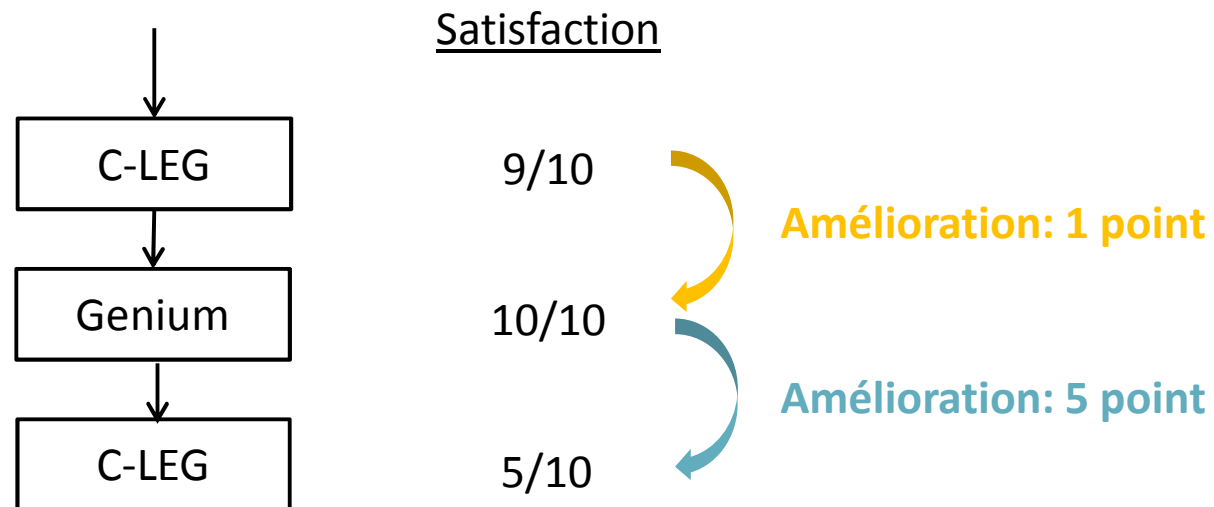 Satisfaction
C-LEG
9/10
Amélioration: 1 point
Genium
10/10
Amélioration: 5 point
C-LEG
5/10